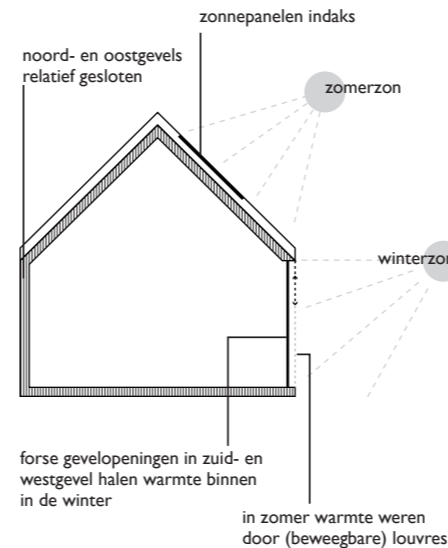 zonnepanelen indaks
noord- en oostgevels
relatief gesloten
zomerzon
winterzon
forse gevelopeningen in zuid- en
westgevel halen warmte binnen
in de winter
in zomer warmte weren
door (beweegbare) louvres